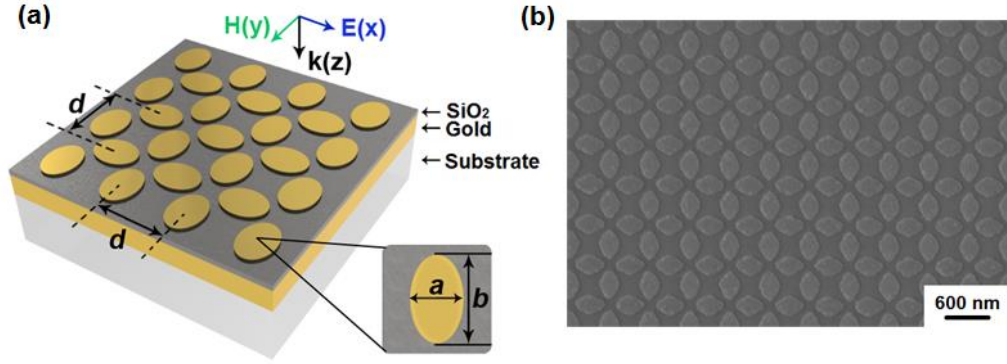 (a)
H(y)
E(x)
k(z)
d
SiO₂
Gold
Substrate
d
a
b
(b)
600 nm